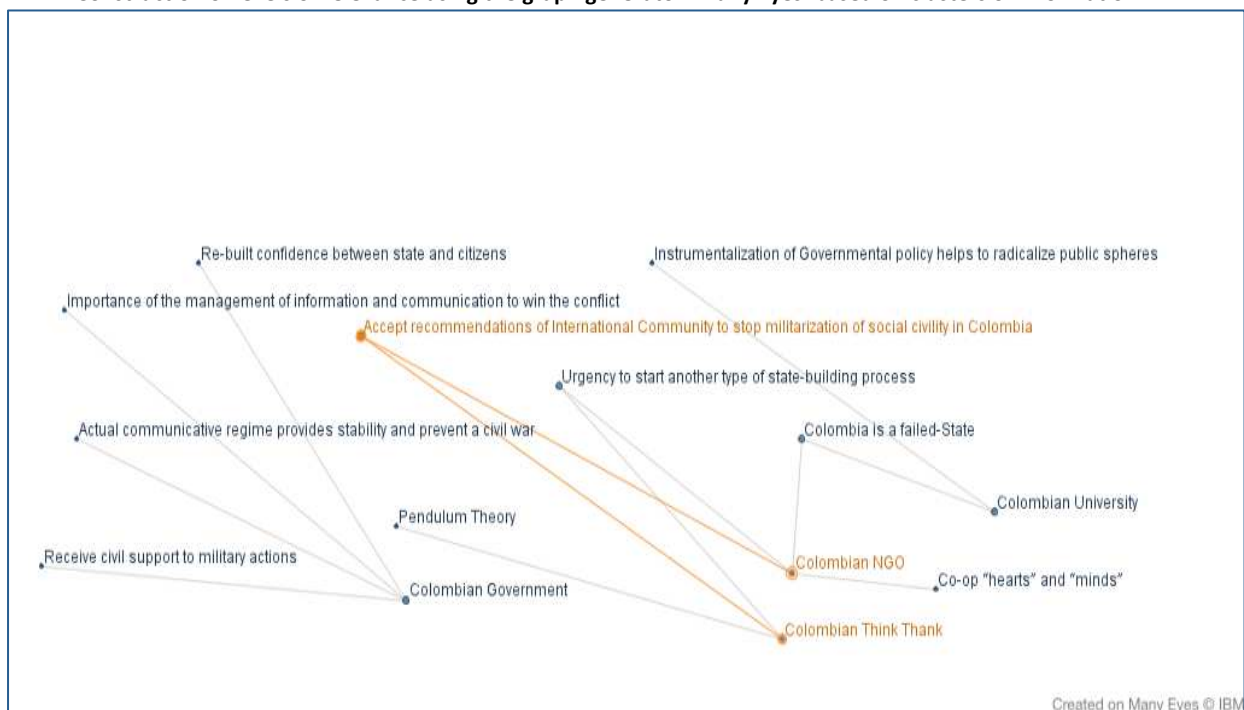 Re-built confidence between state and citizens
Instrumentalization of Governmental policy helps to radicalize public spheres
Importance of the management of information and communication to win the conflict
Accept recommendations of International Community to stop militarization of social civility in Colombia
Urgency to start another type of state-building process
Actual communicative regime provides stability and prevent a civil war
Colombia is a failed-State
Colombian University
Pendulum Theory
Receive civil support to military actions
Colombian NGO
Colombian Government
Co-op "hearts" and "minds"
Colombian Think Thank
Created on Many Eyes © IBM